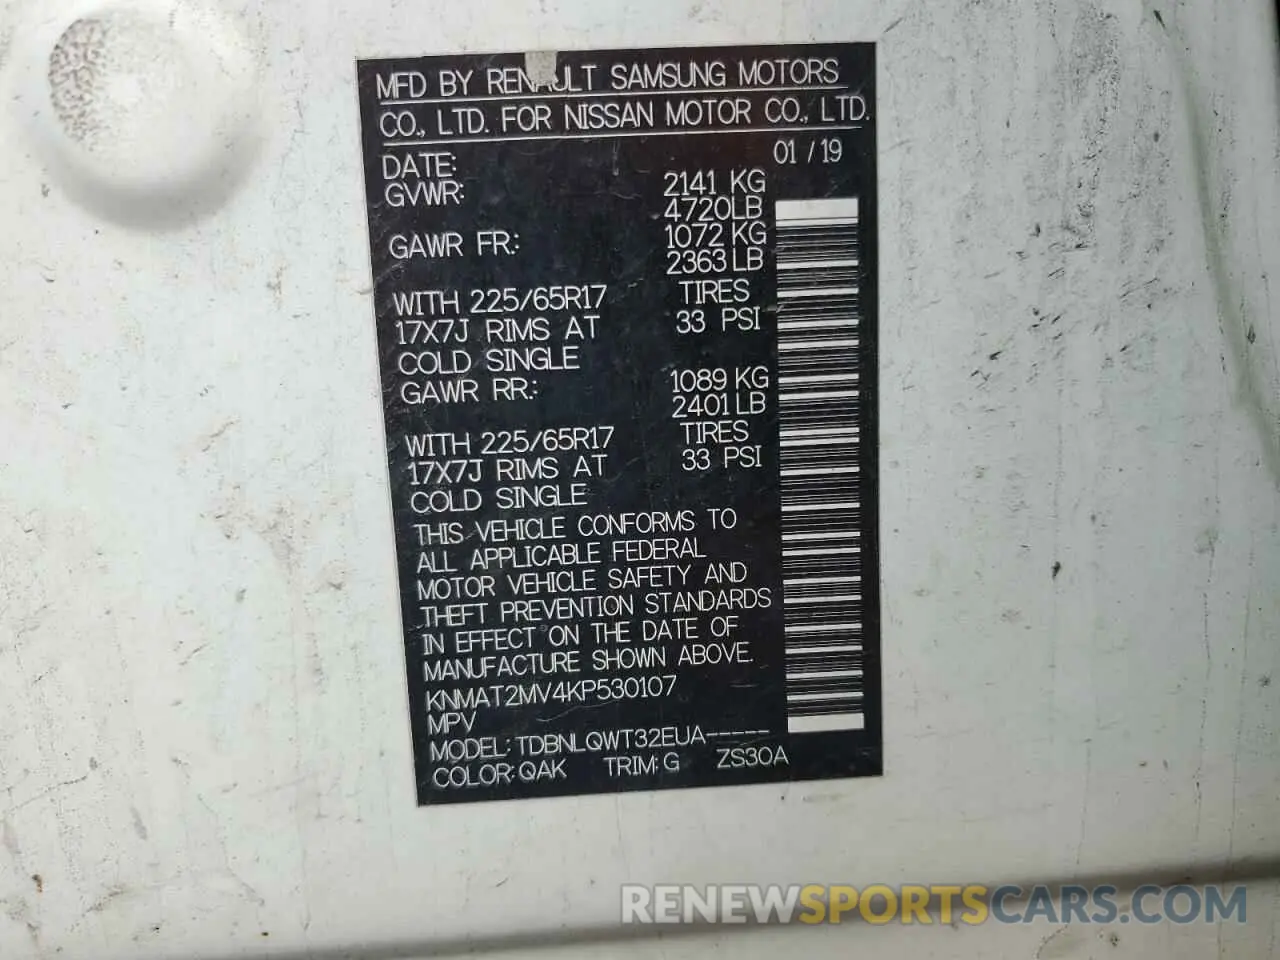 MFD BY RENAULT SAMSUNG MOTORS
CO., LTD. FOR NISSAN MOTOR CO., LTD.
DATE: 01 / 19
GVWR: 2141 KG
4720LB
GAWR FR.: 1072 KG
2363 LB
WITH 225/65R17 TIRES
17X7J RIMS AT 33 PSI
COLD SINGLE
GAWR RR.: 1089 KG
2401 LB
WITH 225/65R17 TIRES
17X7J RIMS AT 33 PSI
COLD SINGLE
THIS VEHICLE CONFORMS TO
ALL APPLICABLE FEDERAL
MOTOR VEHICLE SAFETY AND
THEFT PREVENTION STANDARDS
IN EFFECT ON THE DATE OF
MANUFACTURE SHOWN ABOVE.
KNMAT2MV4KP530107
MPV
MODEL: TDBNLQWT32EUA-----
COLOR: QAK TRIM: G ZS30A
RENEWSPORTSCARS.COM